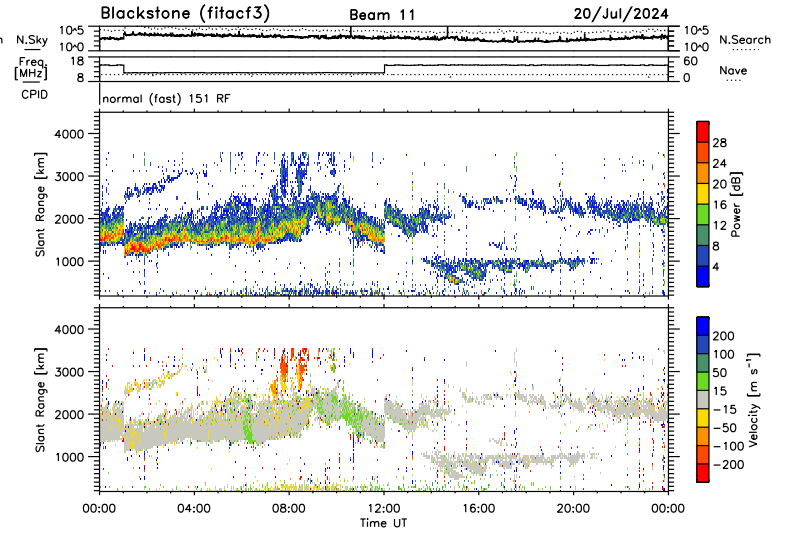 Blackstone (fitacf3) Beam 11 20/Jul/2024
N.Sky 10^5 10^0 10^5 10^0 N.Search
Freq. [MHz] 18 8 60 0 Nave
CPID normal (fast) 151 RF
Slant Range [km]
4000
3000
2000
1000
28
24
20
16
12
8
4
Power [dB]
Slant Range [km]
4000
3000
2000
1000
200
100
50
15
-15
-50
-100
-200
Velocity [m s⁻¹]
00:00 04:00 08:00 12:00 16:00 20:00 00:00
Time UT